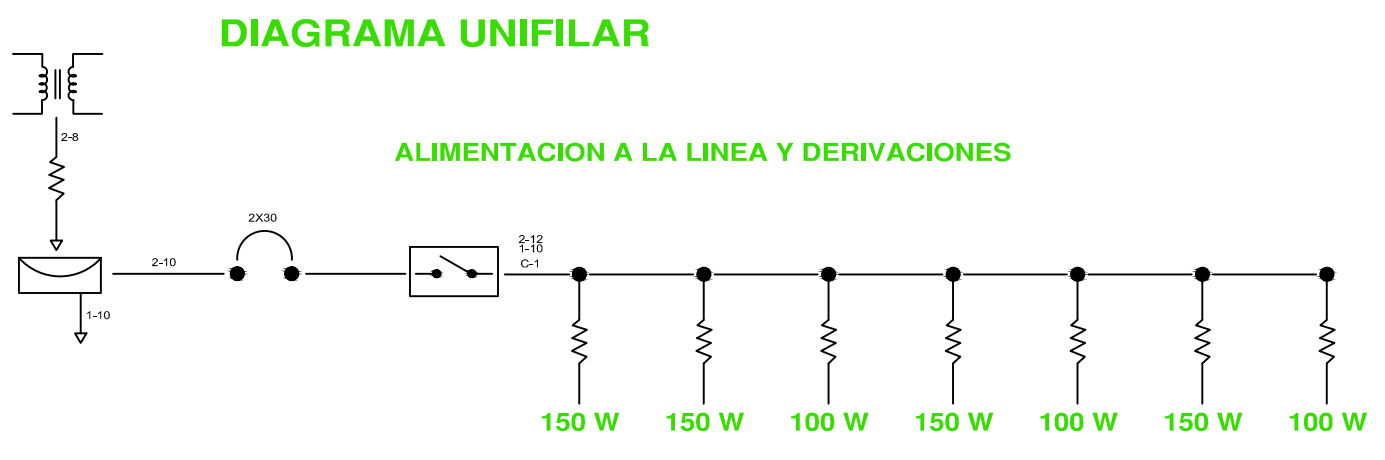 DIAGRAMA UNIFILAR
2-8
ALIMENTACION A LA LINEA Y DERIVACIONES
2X30
2-10
2-12
1-10
C-1
1-10
150 W
150 W
100 W
150 W
100 W
150 W
100 W